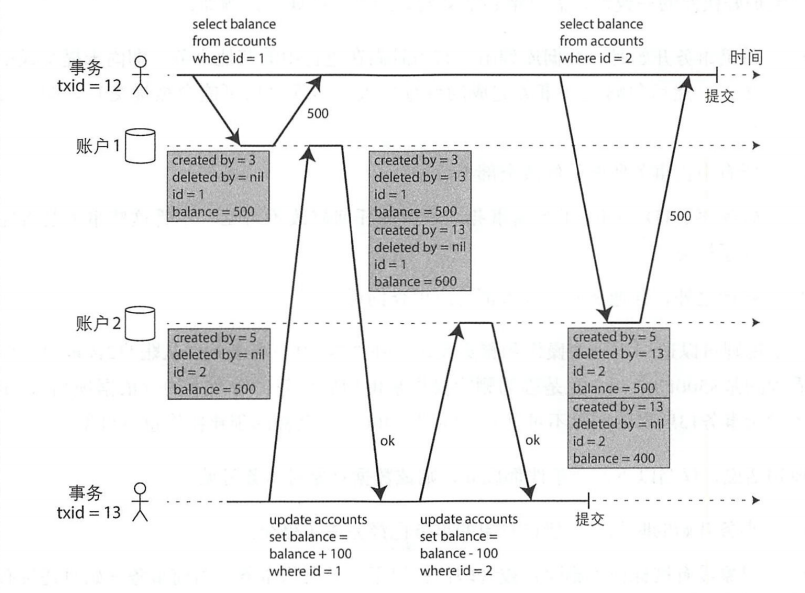 select balance
from accounts
where id = 1
select balance
from accounts
where id = 2
时间
事务
txid = 12
提交
500
账户 1
created by = 3
deleted by = nil
id = 1
balance = 500
created by = 3
deleted by = 13
id = 1
balance = 500
created by = 13
deleted by = nil
id = 1
balance = 600
500
账户 2
created by = 5
deleted by = nil
id = 2
balance = 500
created by = 5
deleted by = 13
id = 2
balance = 500
created by = 13
deleted by = nil
id = 2
balance = 400
ok
ok
事务
txid = 13
提交
update accounts
set balance =
balance + 100
where id = 1
update accounts
set balance =
balance - 100
where id = 2